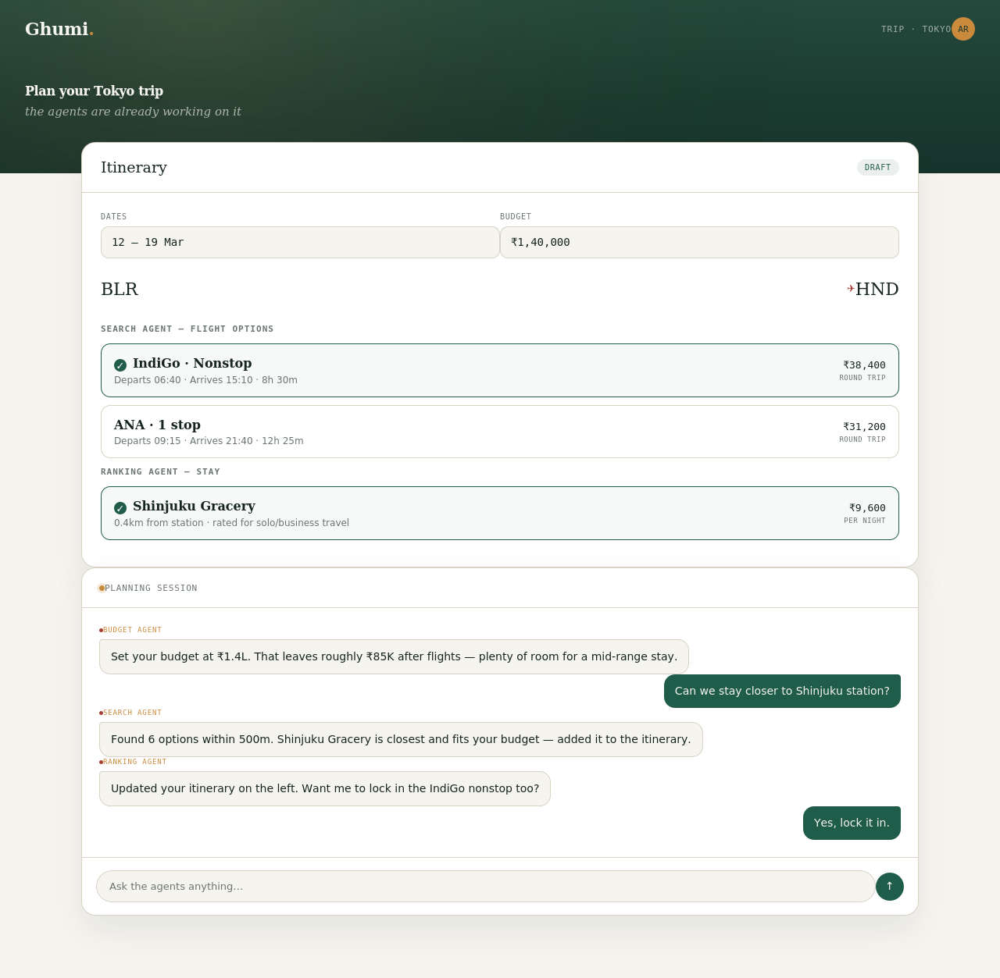 Ghumi.
TRIP · TOKYO AR
Plan your Tokyo trip
the agents are already working on it
Itinerary
DRAFT
DATES
BUDGET
12 – 19 Mar
₹1,40,000
BLR
✈HND
SEARCH AGENT — FLIGHT OPTIONS
✓ IndiGo · Nonstop
₹38,400
Departs 06:40 · Arrives 15:10 · 8h 30m
ROUND TRIP
ANA · 1 stop
₹31,200
Departs 09:15 · Arrives 21:40 · 12h 25m
ROUND TRIP
RANKING AGENT — STAY
✓ Shinjuku Gracery
₹9,600
0.4km from station · rated for solo/business travel
PER NIGHT
PLANNING SESSION
BUDGET AGENT
Set your budget at ₹1.4L. That leaves roughly ₹85K after flights — plenty of room for a mid-range stay.
Can we stay closer to Shinjuku station?
SEARCH AGENT
Found 6 options within 500m. Shinjuku Gracery is closest and fits your budget — added it to the itinerary.
RANKING AGENT
Updated your itinerary on the left. Want me to lock in the IndiGo nonstop too?
Yes, lock it in.
Ask the agents anything…
↑